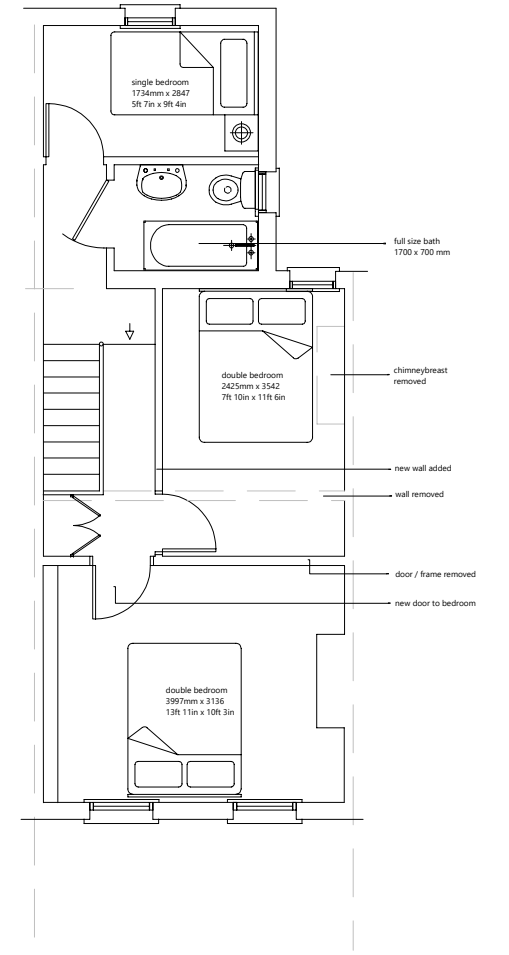 single bedroom
1734mm x 2847
5ft 7in x 9ft 4in
full size bath
1700 x 700 mm
double bedroom
2425mm x 3542
7ft 10in x 11ft 6in
chimneybreast
removed
new wall added
wall removed
door / frame removed
new door to bedroom
double bedroom
3997mm x 3136
13ft 11in x 10ft 3in